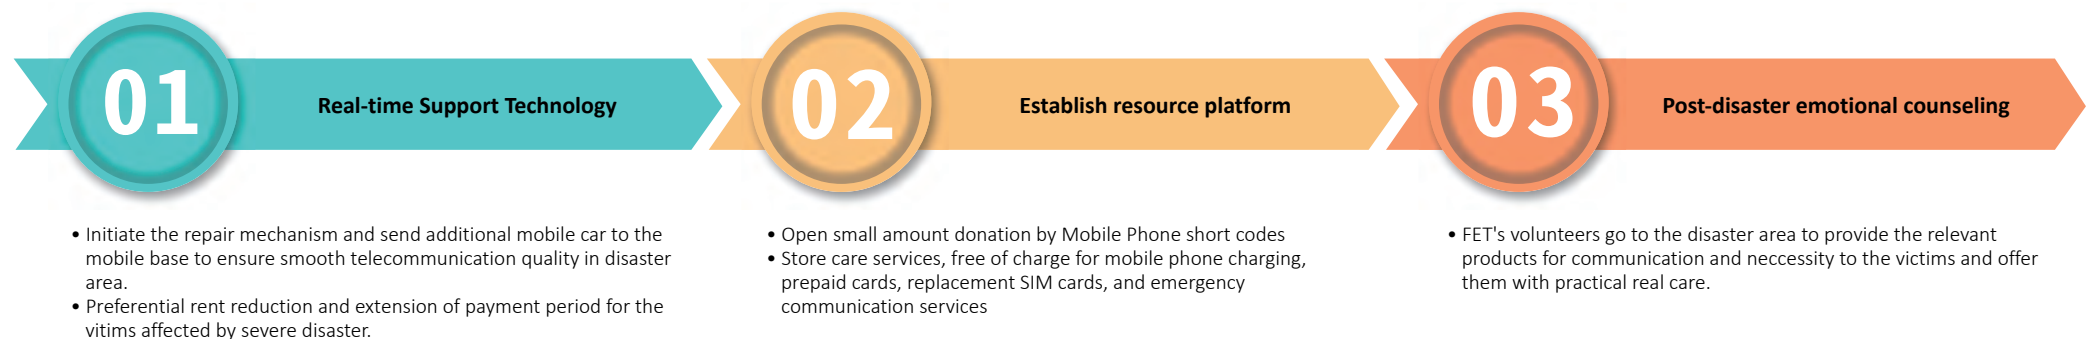 01
Real-time Support Technology
• Initiate the repair mechanism and send additional mobile car to the
mobile base to ensure smooth telecommunication quality in disaster
area.
• Preferential rent reduction and extension of payment period for the
vitims affected by severe disaster.
02
Establish resource platform
• Open small amount donation by Mobile Phone short codes
• Store care services, free of charge for mobile phone charging,
prepaid cards, replacement SIM cards, and emergency
communication services
03
Post-disaster emotional counseling
• FET's volunteers go to the disaster area to provide the relevant
products for communication and neccessity to the victims and offer
them with practical real care.